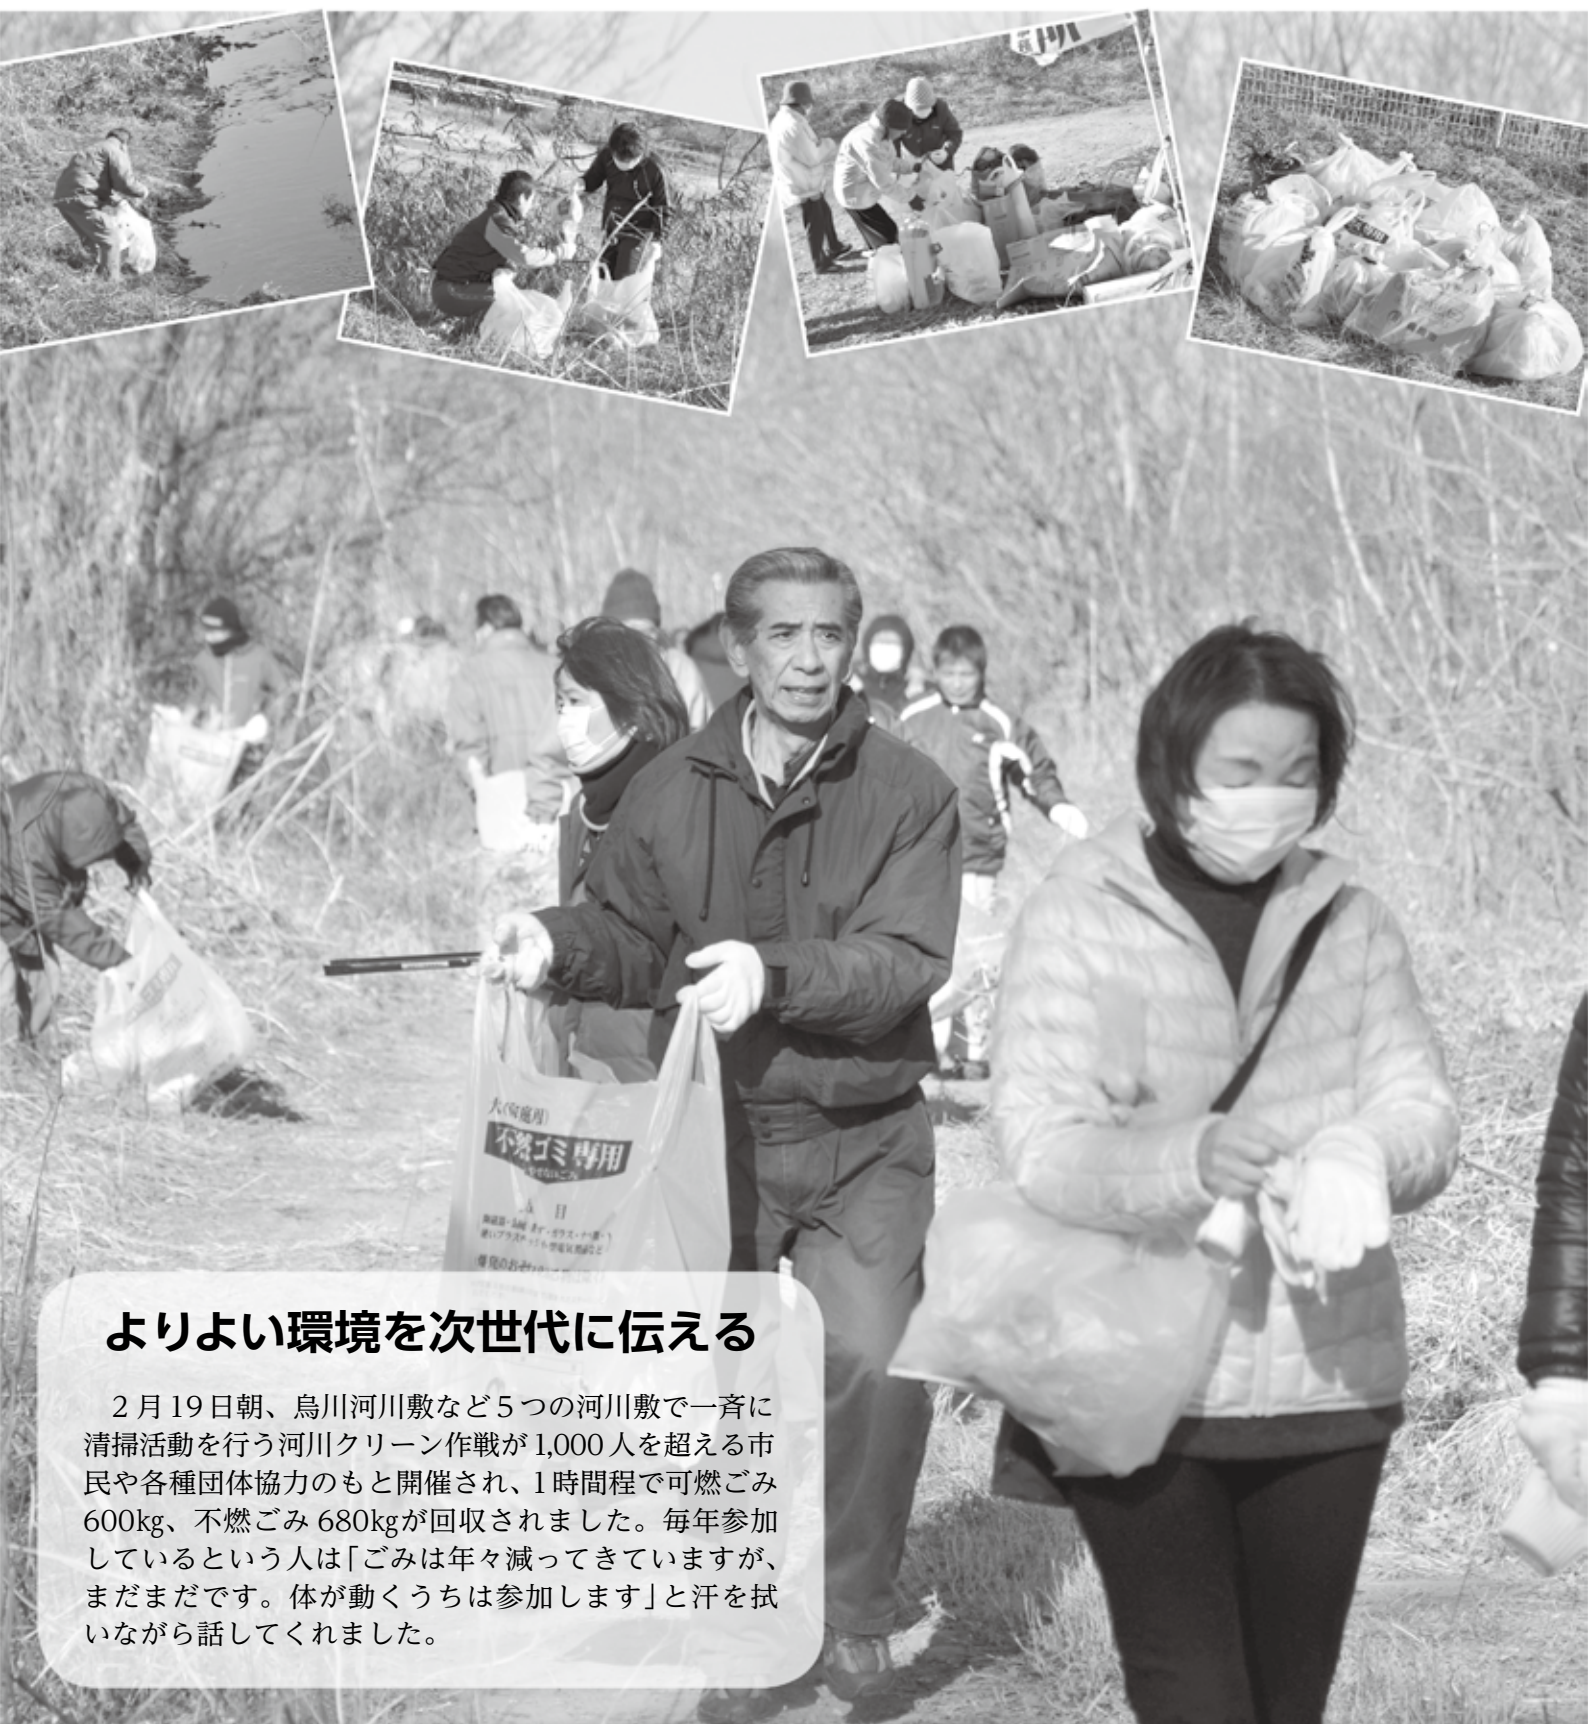 大(家庭用)
不燃ゴミ専用
よりよい環境を次世代に伝える
２月19日朝、烏川河川敷など５つの河川敷で一斉に
清掃活動を行う河川クリーン作戦が1,000人を超える市
民や各種団体協力のもと開催され、1時間程で可燃ごみ
600㎏、不燃ごみ680㎏が回収されました。毎年参加
しているという人は「ごみは年々減ってきていますが、
まだまだです。体が動くうちは参加します」と汗を拭
いながら話してくれました。